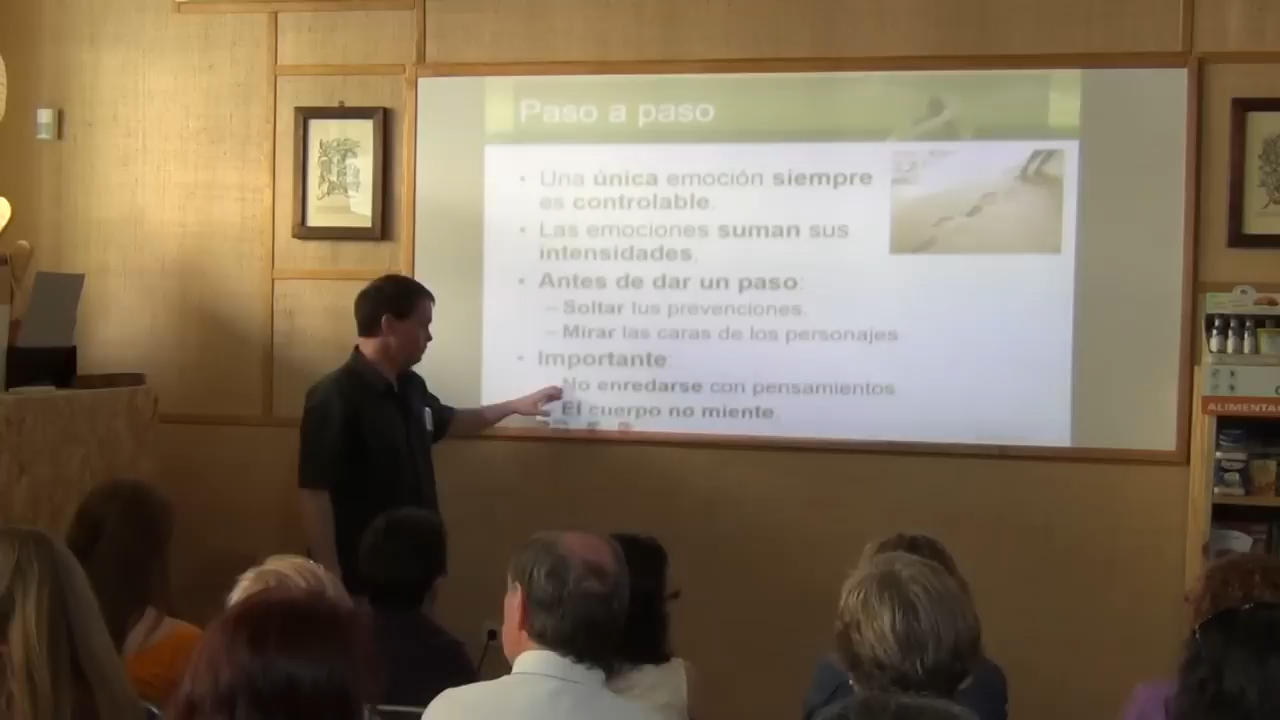 Paso a paso
• Una única emoción siempre
es controlable.
• Las emociones suman sus
intensidades.
• Antes de dar un paso:
– Soltar tus prevenciones.
– Mirar las caras de los personajes
• Importante
No enredarse con pensamientos
– El cuerpo no miente.
ALIMENTA